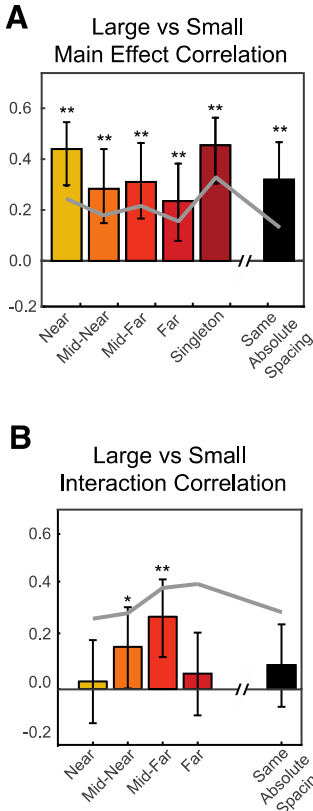 A
Large vs Small
Main Effect Correlation
0.6
0.4
0.2
0.0
-0.2
** ** ** ** ** **
//
Near
Mid-Near
Mid-Far
Far
Singleton
Same
Absolute
Spacing
B
Large vs Small
Interaction Correlation
0.6
0.4
0.2
0.0
-0.2
* **
//
Near
Mid-Near
Mid-Far
Far
Same
Absolute
Spacing